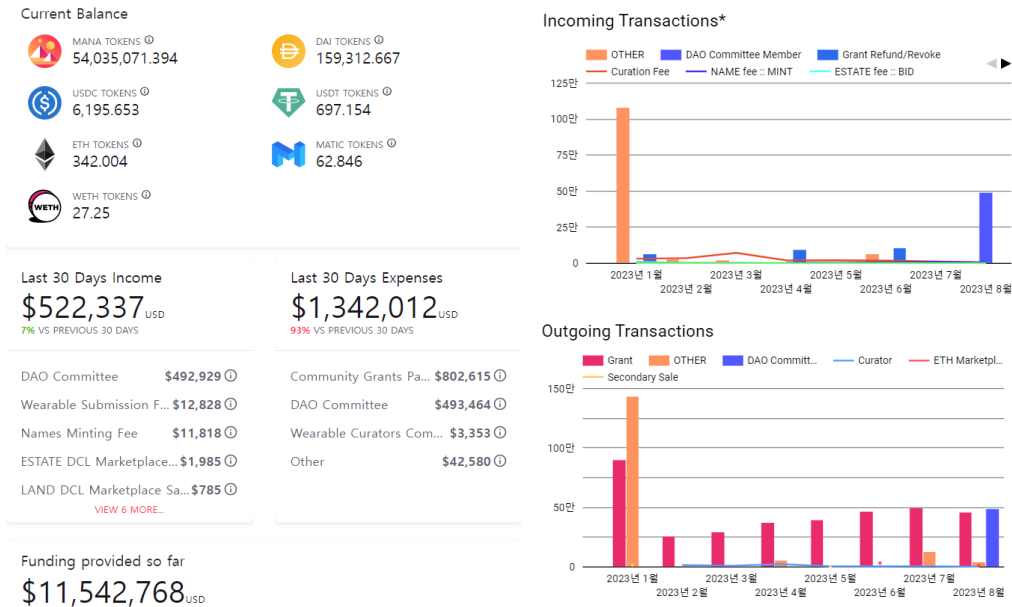 Current Balance
MANA TOKENS
54,035,071.394
DAI TOKENS
159,312.667
USDC TOKENS
6,195.653
USDT TOKENS
697.154
ETH TOKENS
342.004
MATIC TOKENS
62.846
WETH
WETH TOKENS
27.25
Last 30 Days Income
$522,337 USD
7% VS PREVIOUS 30 DAYS
DAO Committee $492,929
Wearable Submission F... $12,828
Names Minting Fee $11,818
ESTATE DCL Marketplace... $1,985
LAND DCL Marketplace Sa... $785
VIEW 6 MORE...
Last 30 Days Expenses
$1,342,012 USD
93% VS PREVIOUS 30 DAYS
Community Grants Pa... $802,615
DAO Committee $493,464
Wearable Curators Com... $3,353
Other $42,580
Funding provided so far
$11,542,768 USD
Incoming Transactions*
OTHER DAO Committee Member Grant Refund/Revoke
Curation Fee NAME fee :: MINT ESTATE fee :: BID
125만
100만
75만
50만
25만
0
2023년 1월 2023년 3월 2023년 5월 2023년 7월
2023년 2월 2023년 4월 2023년 6월 2023년 8월
Outgoing Transactions
Grant OTHER DAO Committ... Curator ETH Marketpl...
Secondary Sale
150만
100만
50만
0
2023년 1월 2023년 3월 2023년 5월 2023년 7월
2023년 2월 2023년 4월 2023년 6월 2023년 8월